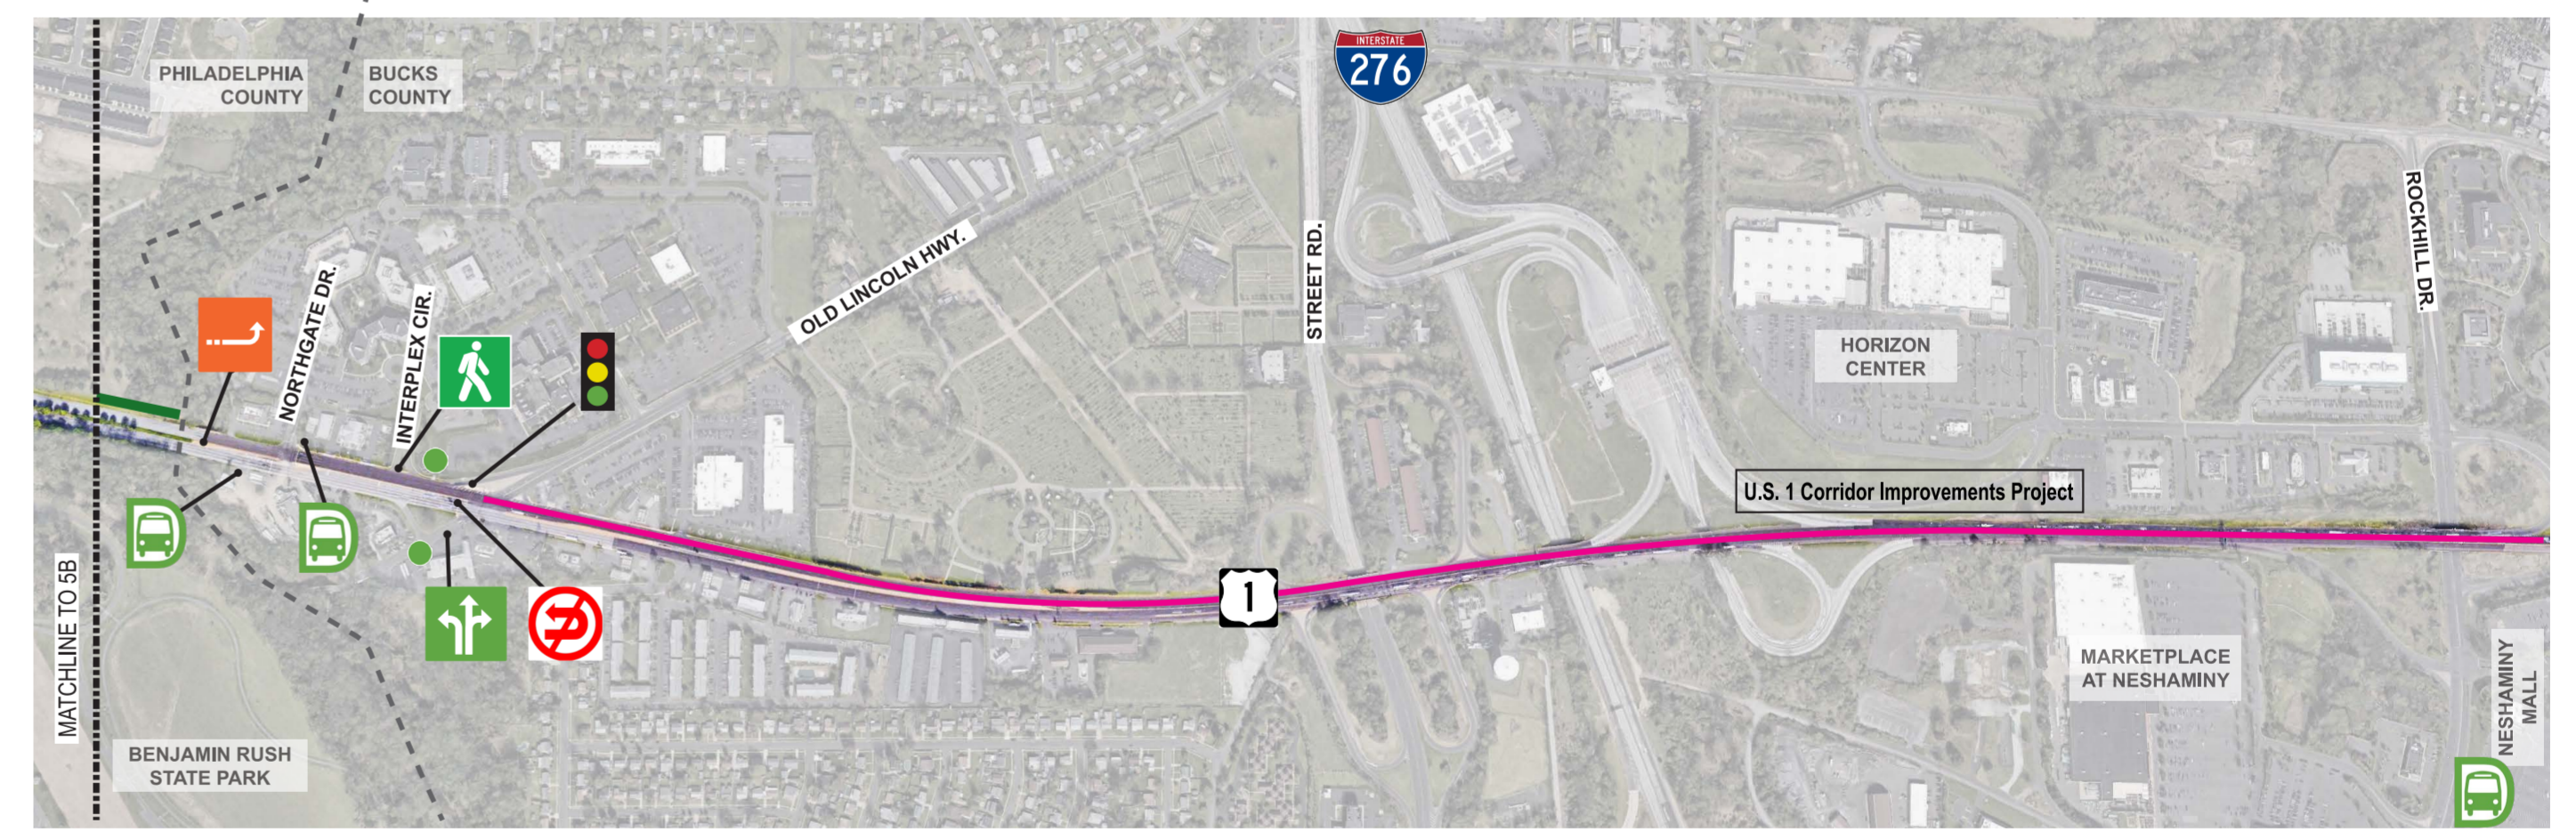 PHILADELPHIA
COUNTY
BUCKS
COUNTY
INTERSTATE
276
NORTHGATE DR.
INTERPLEX CIR.
OLD LINCOLN HWY.
STREET RD.
ROCKHILL DR.
HORIZON
CENTER
U.S. 1 Corridor Improvements Project
1
MATCHLINE TO 5B
BENJAMIN RUSH
STATE PARK
MARKETPLACE
AT NESHAMINY
NESHAMINY
MALL